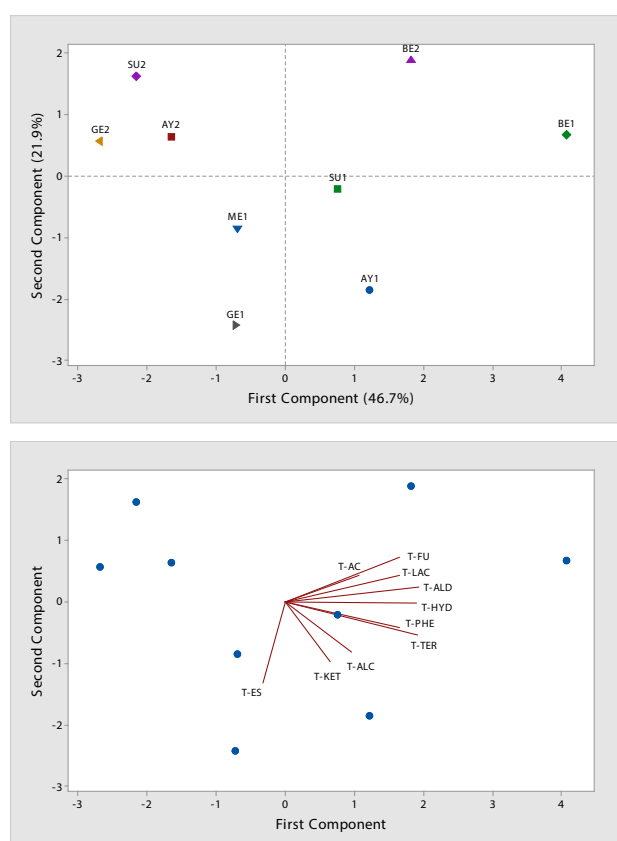 2
BE2
SU2
1
AY2
BE1
GE2
0
SU1
ME1
-1
AY1
GE1
-2
-3
-3 -2 -1 0 1 2 3 4
Second Component (21.9%)
First Component (46.7%)
2
1
T-FU
T-AC
T-LAC
T-ALD
0
T-HYD
T-PHE
T-TER
T-ALC
-1
T-KET
T-ES
-2
-3
-3 -2 -1 0 1 2 3 4
Second Component
First Component